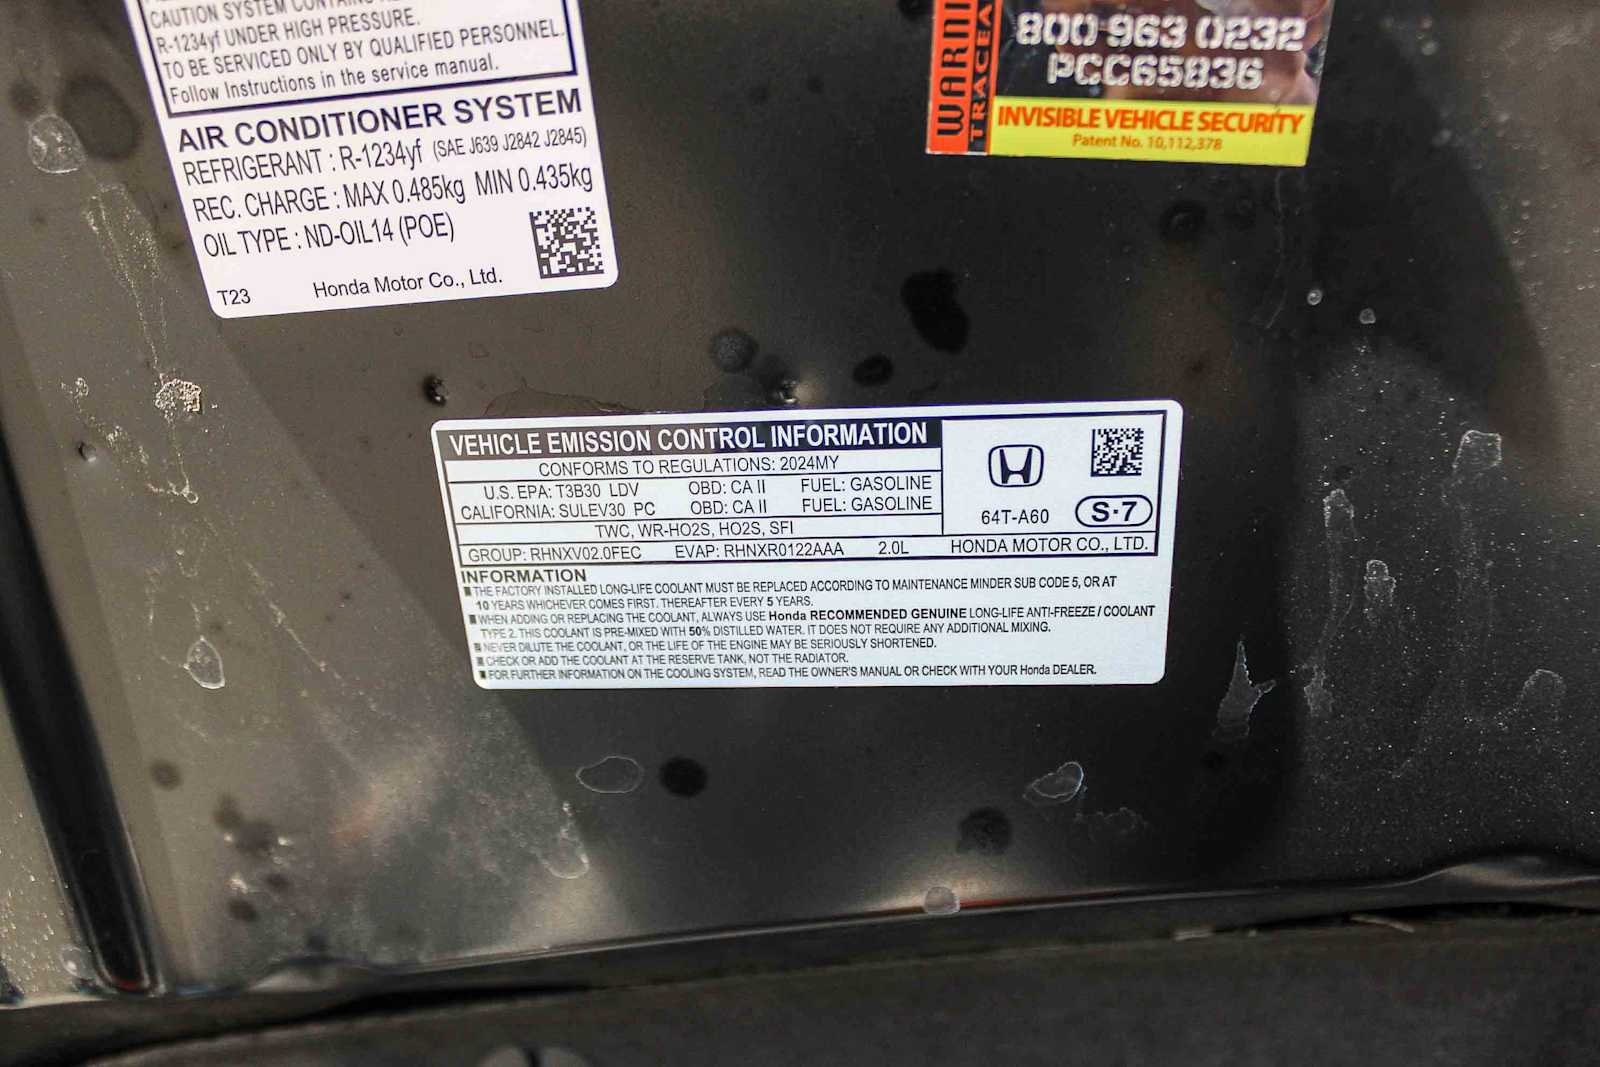 CAUTION SYSTEM CONTAINS
R-1234yf UNDER HIGH PRESSURE.
TO BE SERVICED ONLY BY QUALIFIED PERSONNEL.
Follow Instructions in the service manual.
AIR CONDITIONER SYSTEM
REFRIGERANT : R-1234yf (SAE J639 J2842 J2845)
REC. CHARGE : MAX 0.485kg MIN 0.435kg
OIL TYPE : ND-OIL14 (POE)
T23 Honda Motor Co., Ltd.
800 963 0232
PCC65836
INVISIBLE VEHICLE SECURITY
Patent No. 10,112,378
VEHICLE EMISSION CONTROL INFORMATION
CONFORMS TO REGULATIONS: 2024MY
U.S. EPA: T3B30 LDV OBD: CA II FUEL: GASOLINE
CALIFORNIA: SULEV30 PC OBD: CA II FUEL: GASOLINE
TWC, WR-HO2S, HO2S, SFI
64T-A60 S·7
GROUP: RHNXV02.0FEC EVAP: RHNXR0122AAA 2.0L HONDA MOTOR CO., LTD.
INFORMATION
■THE FACTORY INSTALLED LONG-LIFE COOLANT MUST BE REPLACED ACCORDING TO MAINTENANCE MINDER SUB CODE 5, OR AT
10 YEARS WHICHEVER COMES FIRST. THEREAFTER EVERY 5 YEARS.
■WHEN ADDING OR REPLACING THE COOLANT, ALWAYS USE Honda RECOMMENDED GENUINE LONG-LIFE ANTI-FREEZE / COOLANT
TYPE 2. THIS COOLANT IS PRE-MIXED WITH 50% DISTILLED WATER. IT DOES NOT REQUIRE ANY ADDITIONAL MIXING.
■NEVER DILUTE THE COOLANT, OR THE LIFE OF THE ENGINE MAY BE SERIOUSLY SHORTENED.
■CHECK OR ADD THE COOLANT AT THE RESERVE TANK, NOT THE RADIATOR.
■FOR FURTHER INFORMATION ON THE COOLING SYSTEM, READ THE OWNER'S MANUAL OR CHECK WITH YOUR Honda DEALER.